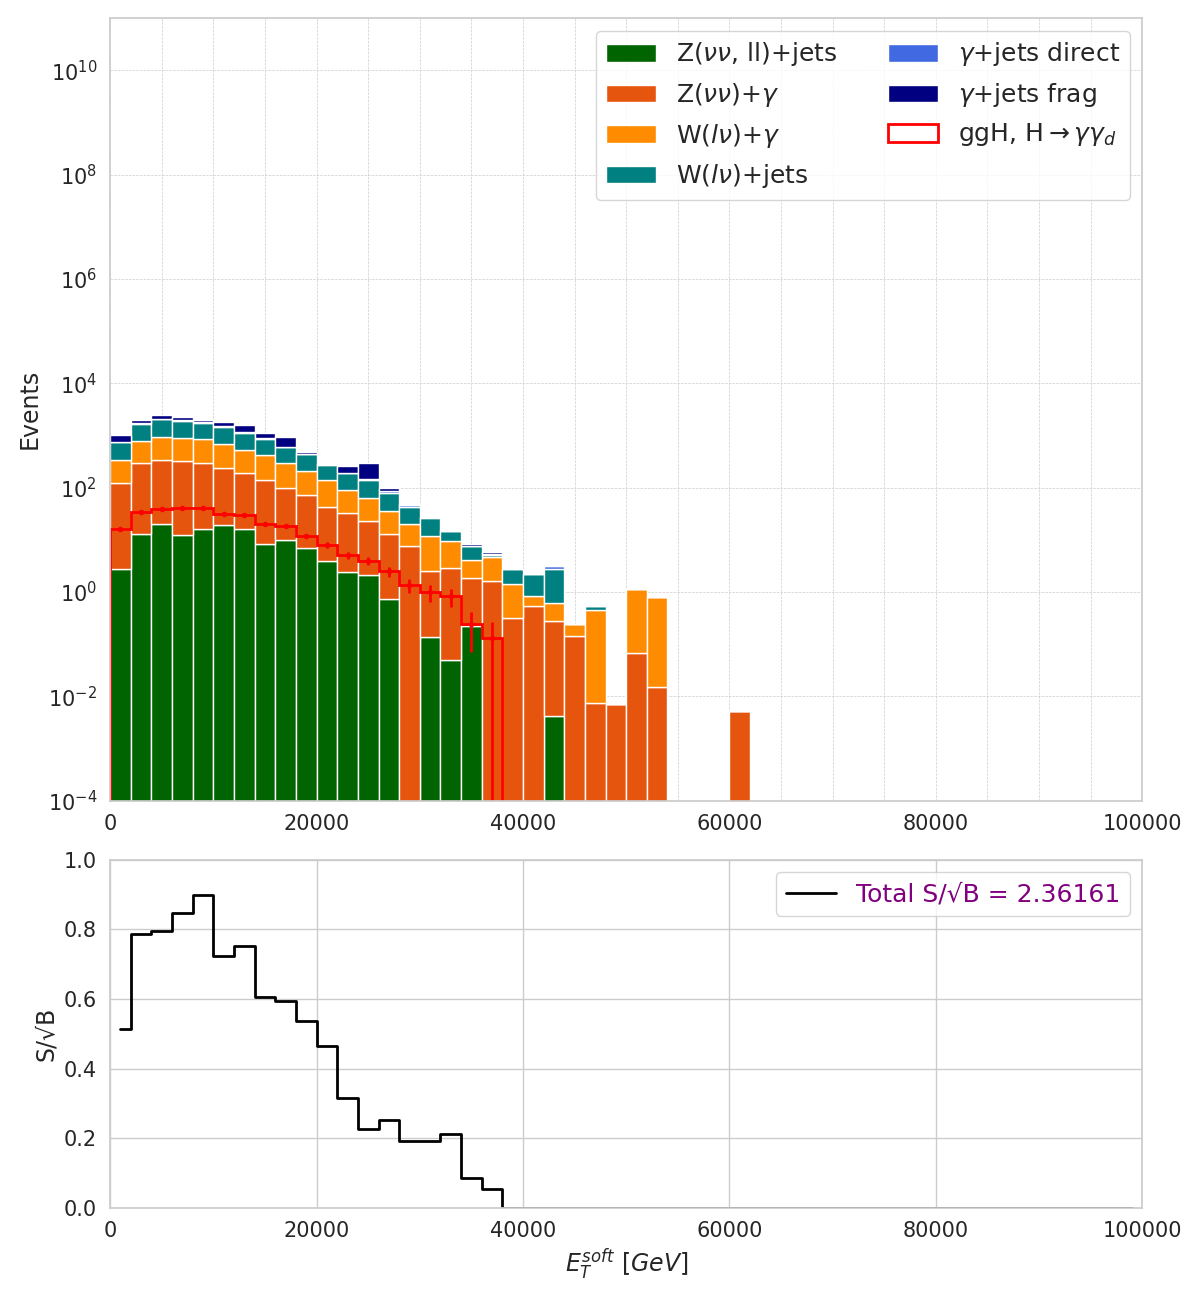 Z(νν, ll)+jets
Z(νν)+γ
W(lν)+γ
W(lν)+jets
γ+jets direct
γ+jets frag
ggH, H→γγ_d
Events
10^10
10^8
10^6
10^4
10^2
10^0
10^−2
10^−4
0 20000 40000 60000 80000 100000
Total S/√B = 2.36161
S/√B
1.0
0.8
0.6
0.4
0.2
0.0
0 20000 40000 60000 80000 100000
E_T^soft [GeV]